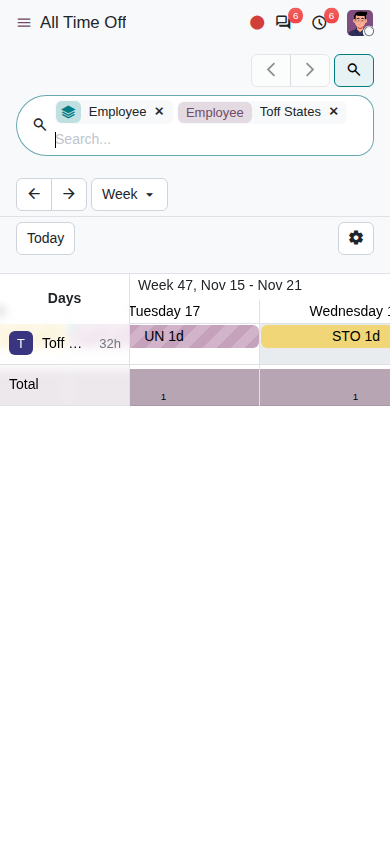 All Time Off
6
6
Employee ×
Employee Toff States ×
Search...
Week
Today
Week 47, Nov 15 - Nov 21
Days
Tuesday 17
Wednesday
T Toff ... 32h
UN 1d
STO 1d
Total
1
1